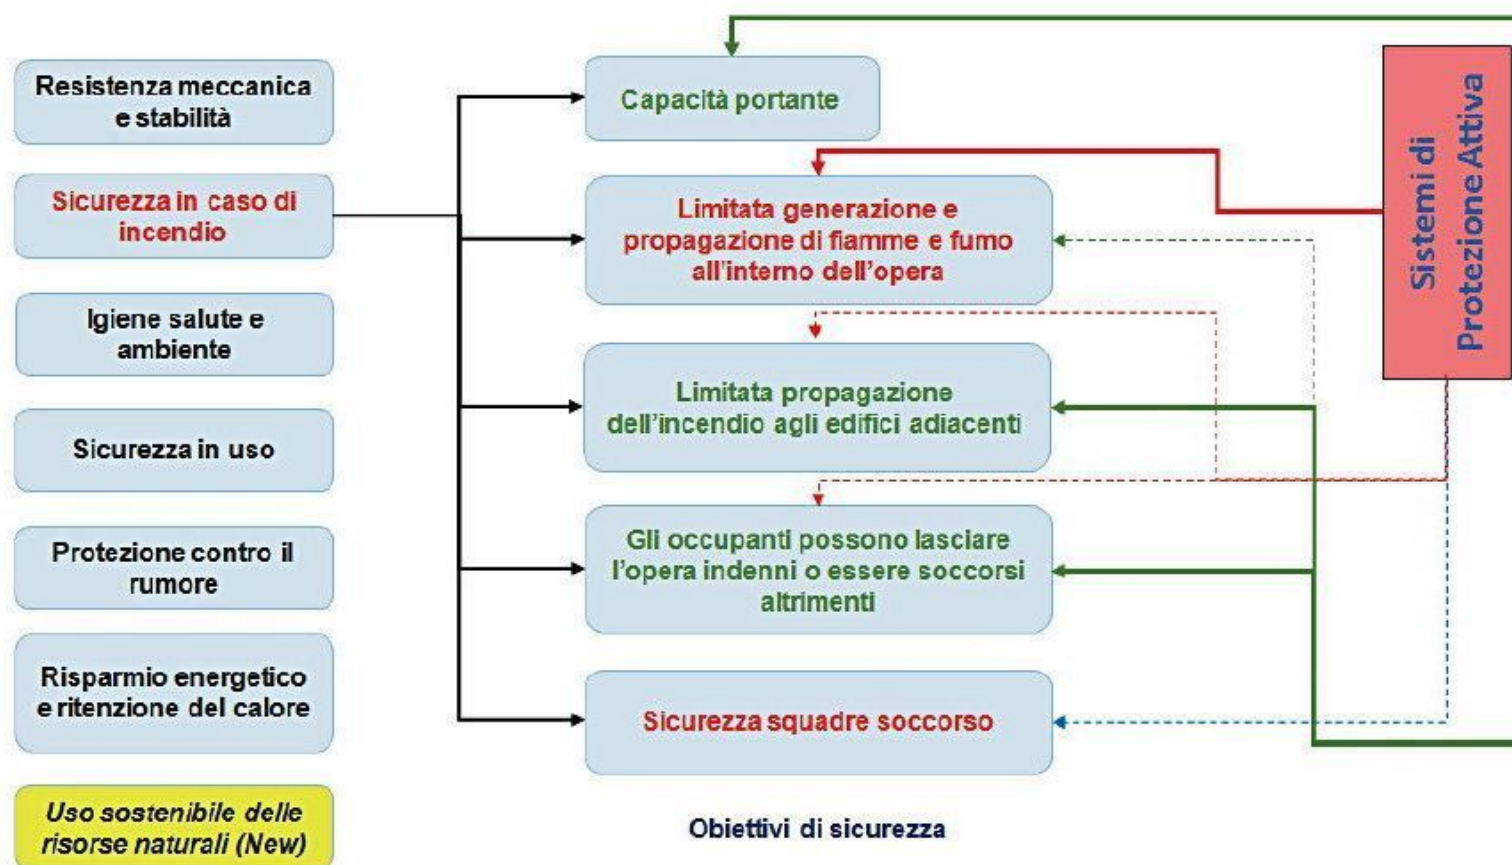 Resistenza meccanica
e stabilità
Sicurezza in caso di
incendio
Igiene salute e
ambiente
Sicurezza in uso
Protezione contro il
rumore
Risparmio energetico
e ritenzione del calore
Uso sostenibile delle
risorse naturali (New)
Capacità portante
Limitata generazione e
propagazione di fiamme e fumo
all'interno dell'opera
Limitata propagazione
dell'incendio agli edifici adiacenti
Gli occupanti possono lasciare
l'opera indenni o essere soccorsi
altrimenti
Sicurezza squadre soccorso
Obiettivi di sicurezza
Sistemi di
Protezione Attiva